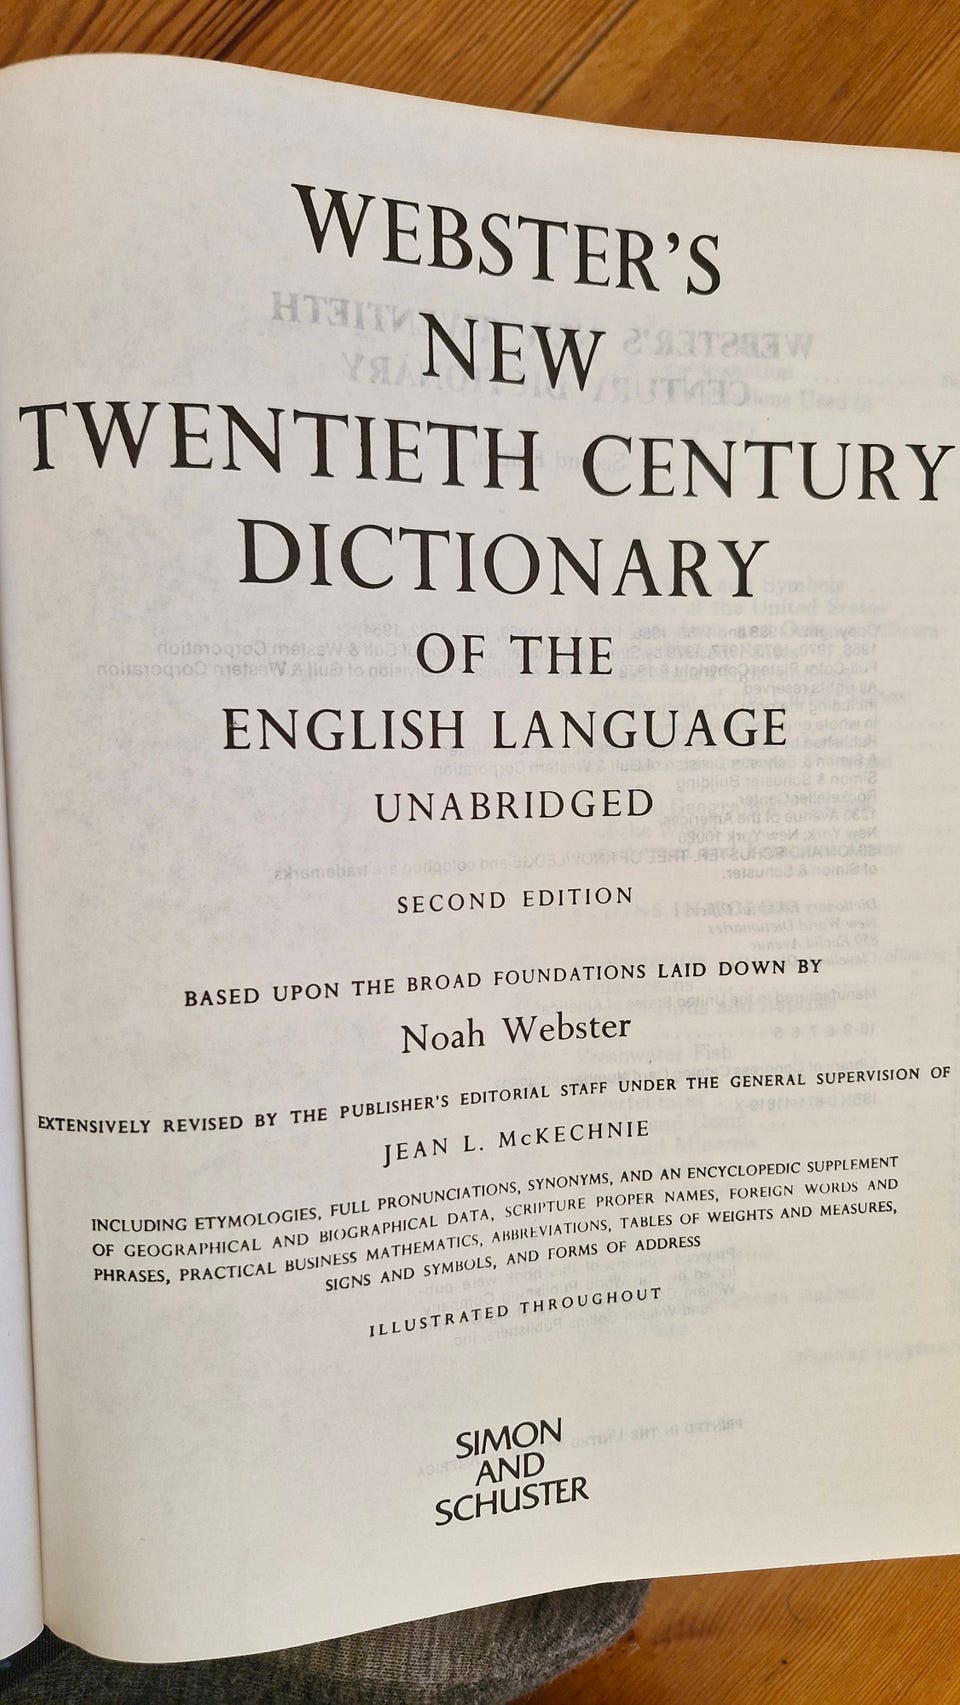 WEBSTER'S
NEW
TWENTIETH CENTURY
DICTIONARY
OF THE
ENGLISH LANGUAGE
UNABRIDGED
SECOND EDITION
BASED UPON THE BROAD FOUNDATIONS LAID DOWN BY
Noah Webster
EXTENSIVELY REVISED BY THE PUBLISHER'S EDITORIAL STAFF UNDER THE GENERAL SUPERVISION OF
JEAN L. McKECHNIE
INCLUDING ETYMOLOGIES, FULL PRONUNCIATIONS, SYNONYMS, AND AN ENCYCLOPEDIC SUPPLEMENT
OF GEOGRAPHICAL AND BIOGRAPHICAL DATA, SCRIPTURE PROPER NAMES, FOREIGN WORDS AND
PHRASES, PRACTICAL BUSINESS MATHEMATICS, ABBREVIATIONS, TABLES OF WEIGHTS AND MEASURES,
SIGNS AND SYMBOLS, AND FORMS OF ADDRESS
ILLUSTRATED THROUGHOUT
SIMON
AND
SCHUSTER